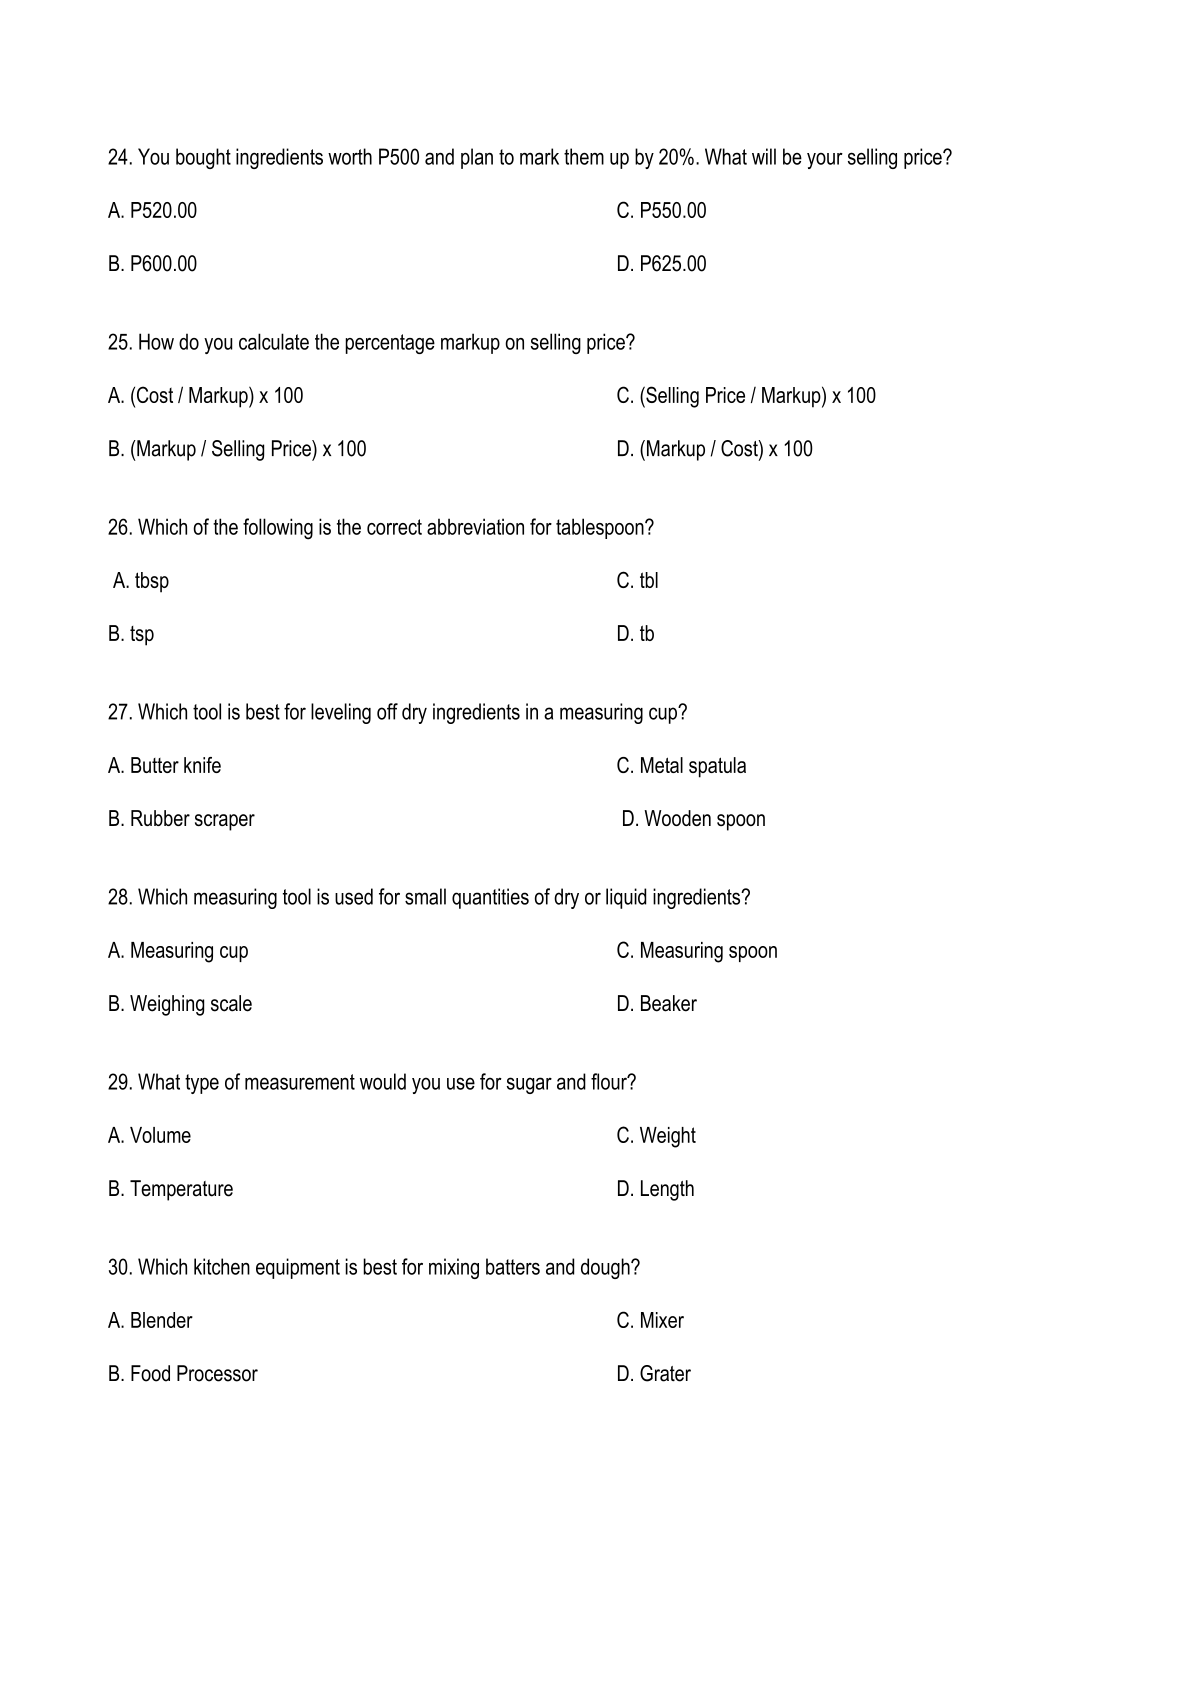 24. You bought ingredients worth P500 and plan to mark them up by 20%. What will be your selling price?
A. P520.00 C. P550.00
B. P600.00 D. P625.00
25. How do you calculate the percentage markup on selling price?
A. (Cost / Markup) x 100 C. (Selling Price / Markup) x 100
B. (Markup / Selling Price) x 100 D. (Markup / Cost) x 100
26. Which of the following is the correct abbreviation for tablespoon?
A. tbsp C. tbl
B. tsp D. tb
27. Which tool is best for leveling off dry ingredients in a measuring cup?
A. Butter knife C. Metal spatula
B. Rubber scraper D. Wooden spoon
28. Which measuring tool is used for small quantities of dry or liquid ingredients?
A. Measuring cup C. Measuring spoon
B. Weighing scale D. Beaker
29. What type of measurement would you use for sugar and flour?
A. Volume C. Weight
B. Temperature D. Length
30. Which kitchen equipment is best for mixing batters and dough?
A. Blender C. Mixer
B. Food Processor D. Grater